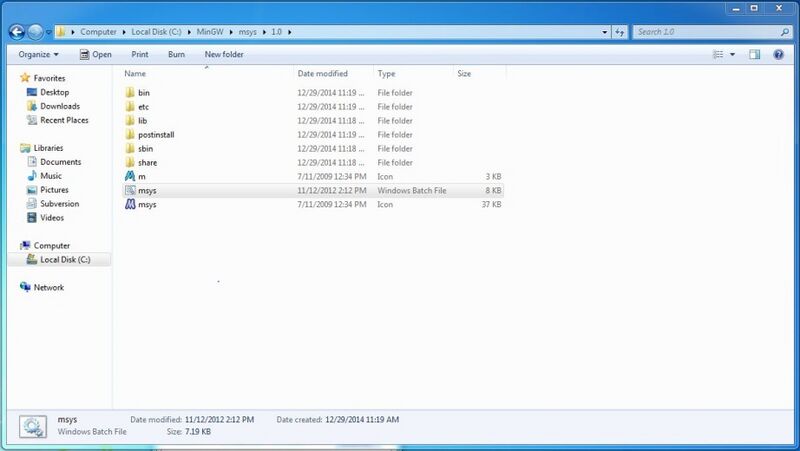 Computer ▸ Local Disk (C:) ▸ MinGW ▸ msys ▸ 1.0 ▸
Search 1.0
Organize ▾ Open Print Burn New folder
Name Date modified Type Size
Favorites
Desktop
Downloads
Recent Places
Libraries
Documents
Music
Pictures
Subversion
Videos
Computer
Local Disk (C:)
Network
bin 12/29/2014 11:19 ... File folder
etc 12/29/2014 11:19 ... File folder
lib 12/29/2014 11:18 ... File folder
postinstall 12/29/2014 11:19 ... File folder
sbin 12/29/2014 11:18 ... File folder
share 12/29/2014 11:18 ... File folder
m 7/11/2009 12:34 PM Icon 3 KB
msys 11/12/2012 2:12 PM Windows Batch File 8 KB
msys 7/11/2009 12:34 PM Icon 37 KB
msys Date modified: 11/12/2012 2:12 PM Date created: 12/29/2014 11:19 AM
Windows Batch File Size: 7.19 KB